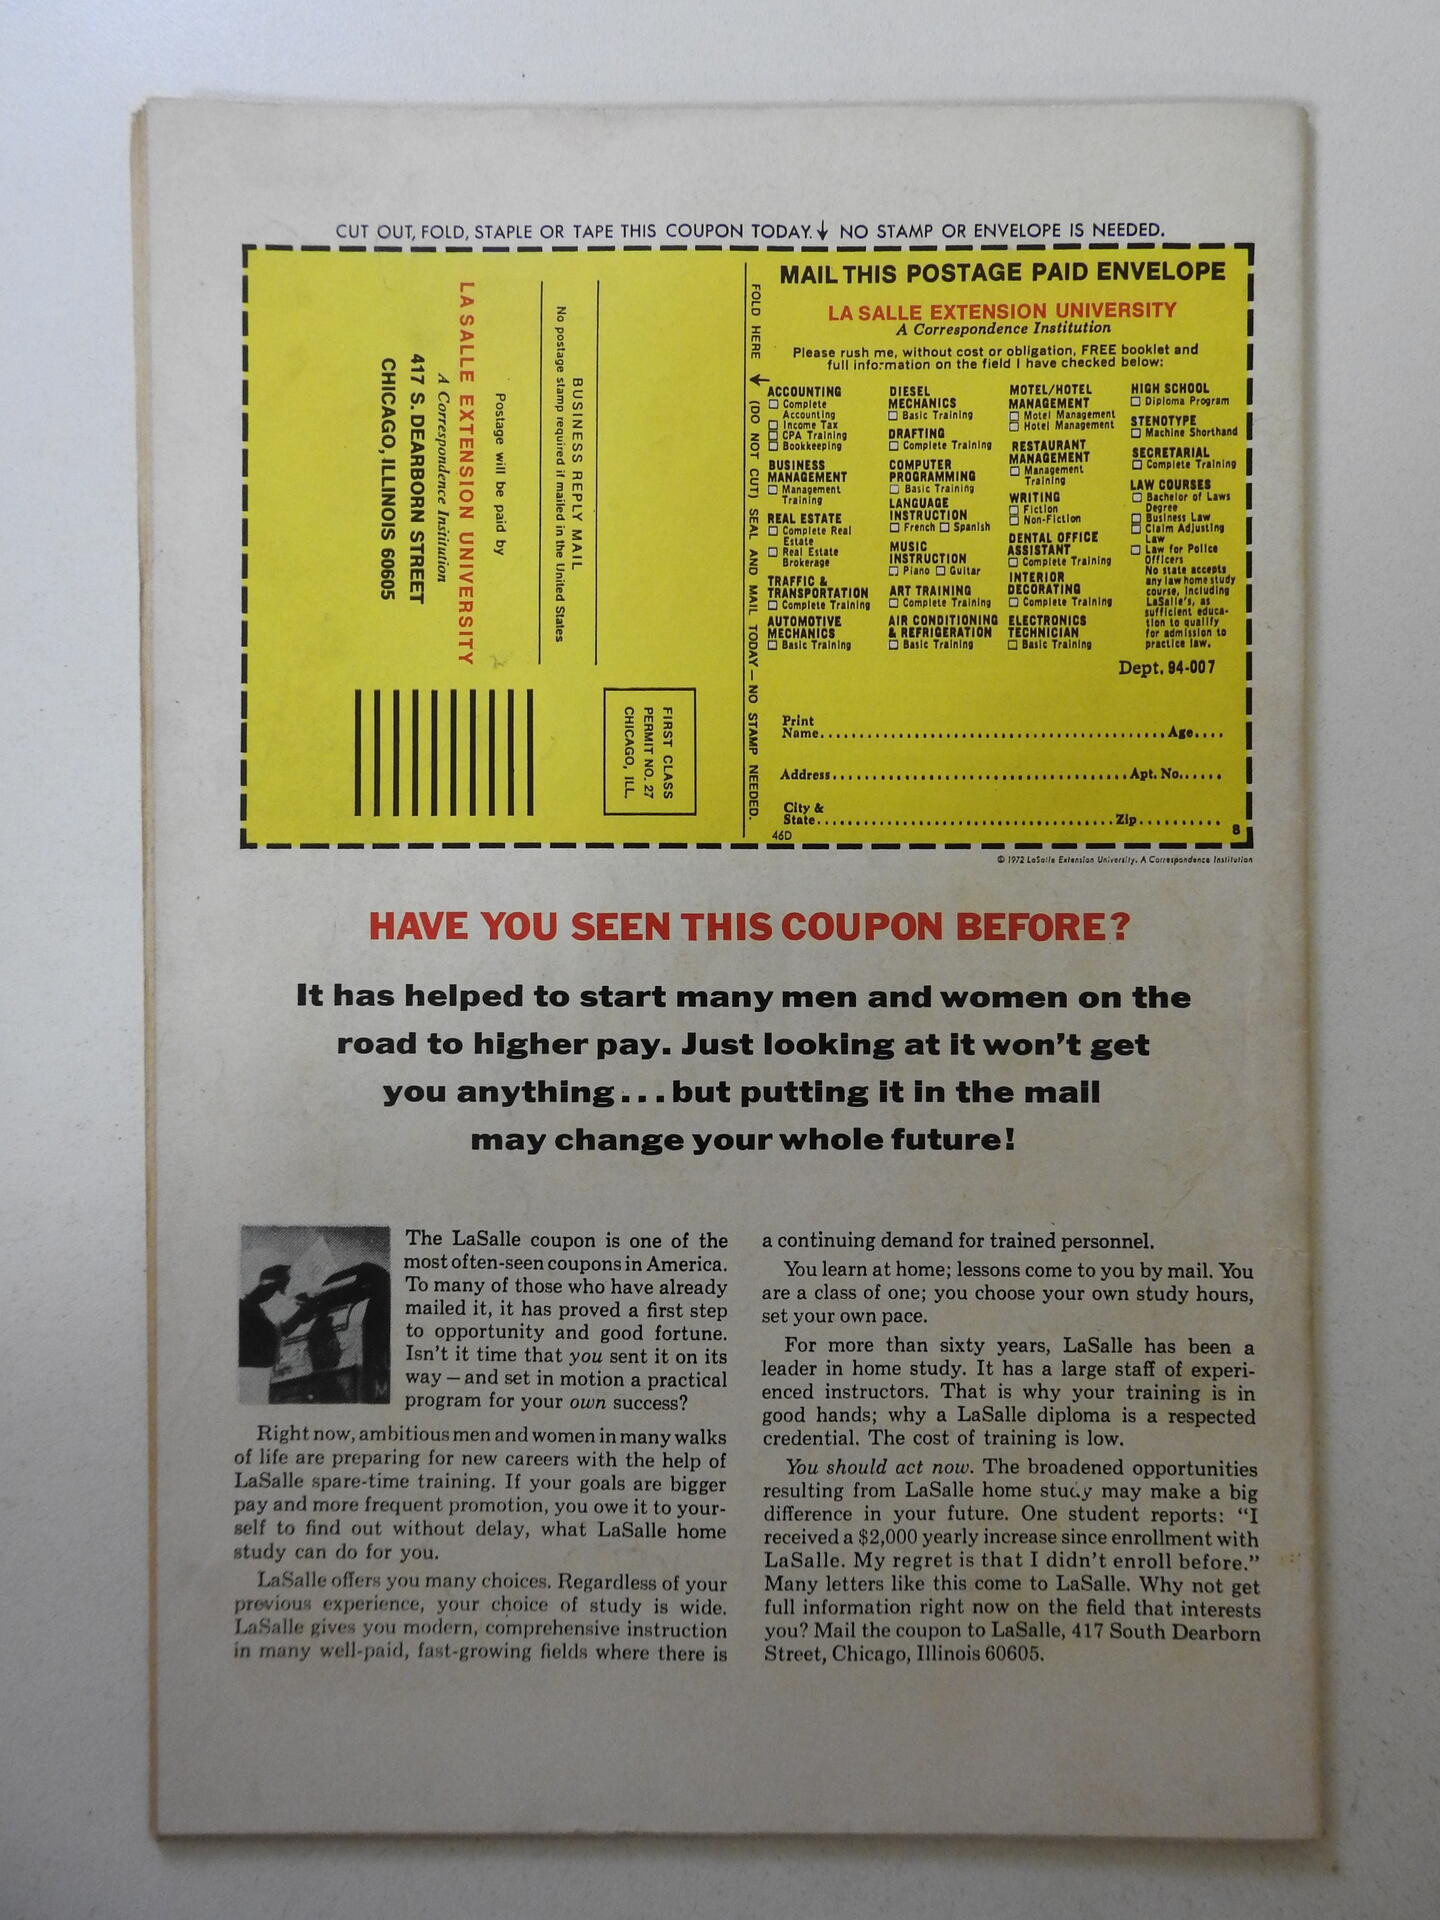 CUT OUT, FOLD, STAPLE OR TAPE THIS COUPON TODAY. NO STAMP OR ENVELOPE IS NEEDED.
FIRST CLASS
PERMIT NO. 27
CHICAGO, ILL.
BUSINESS REPLY MAIL
No postage stamp required if mailed in the United States
Postage will be paid by
LASALLE EXTENSION UNIVERSITY
A Correspondence Institution
417 S. DEARBORN STREET
CHICAGO, ILLINOIS 60605
FOLD HERE (DO NOT CUT) SEAL AND MAIL TODAY — NO STAMP NEEDED.
MAIL THIS POSTAGE PAID ENVELOPE
LA SALLE EXTENSION UNIVERSITY
A Correspondence Institution
Please rush me, without cost or obligation, FREE booklet and
full information on the field I have checked below:
ACCOUNTING
Complete
Accounting
Income Tax
CPA Training
Bookkeeping
BUSINESS
MANAGEMENT
Management
Training
REAL ESTATE
Complete Real
Estate
Real Estate
Brokerage
TRAFFIC &
TRANSPORTATION
Complete Training
AUTOMOTIVE
MECHANICS
Basic Training
DIESEL
MECHANICS
Basic Training
DRAFTING
Complete Training
COMPUTER
PROGRAMMING
Basic Training
LANGUAGE
INSTRUCTION
French Spanish
MUSIC
INSTRUCTION
Piano Guitar
ART TRAINING
Complete Training
AIR CONDITIONING
& REFRIGERATION
Basic Training
MOTEL/HOTEL
MANAGEMENT
Motel Management
Hotel Management
RESTAURANT
MANAGEMENT
Management
Training
WRITING
Fiction
Non-Fiction
DENTAL OFFICE
ASSISTANT
Complete Training
INTERIOR
DECORATING
Complete Training
ELECTRONICS
TECHNICIAN
Basic Training
HIGH SCHOOL
Diploma Program
STENOTYPE
Machine Shorthand
SECRETARIAL
Complete Training
LAW COURSES
Bachelor of Laws
Degree
Business Law
Claim Adjusting
Law
Law for Police
Officers
No state accepts
any law home study
course, including
LaSalle's, as
sufficient educa-
tion to qualify
for admission to
practice law.
Dept. 94-007
Print
Name Age
Address Apt. No.
City &
State Zip
46D 8
© 1972 LaSalle Extension University. A Correspondence Institution
HAVE YOU SEEN THIS COUPON BEFORE?
It has helped to start many men and women on the
road to higher pay. Just looking at it won't get
you anything... but putting it in the mail
may change your whole future!
The LaSalle coupon is one of the
most often-seen coupons in America.
To many of those who have already
mailed it, it has proved a first step
to opportunity and good fortune.
Isn't it time that you sent it on its
way — and set in motion a practical
program for your own success?
Right now, ambitious men and women in many walks
of life are preparing for new careers with the help of
LaSalle spare-time training. If your goals are bigger
pay and more frequent promotion, you owe it to your-
self to find out without delay, what LaSalle home
study can do for you.
LaSalle offers you many choices. Regardless of your
previous experience, your choice of study is wide.
LaSalle gives you modern, comprehensive instruction
in many well-paid, fast-growing fields where there is
a continuing demand for trained personnel.
You learn at home; lessons come to you by mail. You
are a class of one; you choose your own study hours,
set your own pace.
For more than sixty years, LaSalle has been a
leader in home study. It has a large staff of experi-
enced instructors. That is why your training is in
good hands; why a LaSalle diploma is a respected
credential. The cost of training is low.
You should act now. The broadened opportunities
resulting from LaSalle home study may make a big
difference in your future. One student reports: "I
received a $2,000 yearly increase since enrollment with
LaSalle. My regret is that I didn't enroll before."
Many letters like this come to LaSalle. Why not get
full information right now on the field that interests
you? Mail the coupon to LaSalle, 417 South Dearborn
Street, Chicago, Illinois 60605.